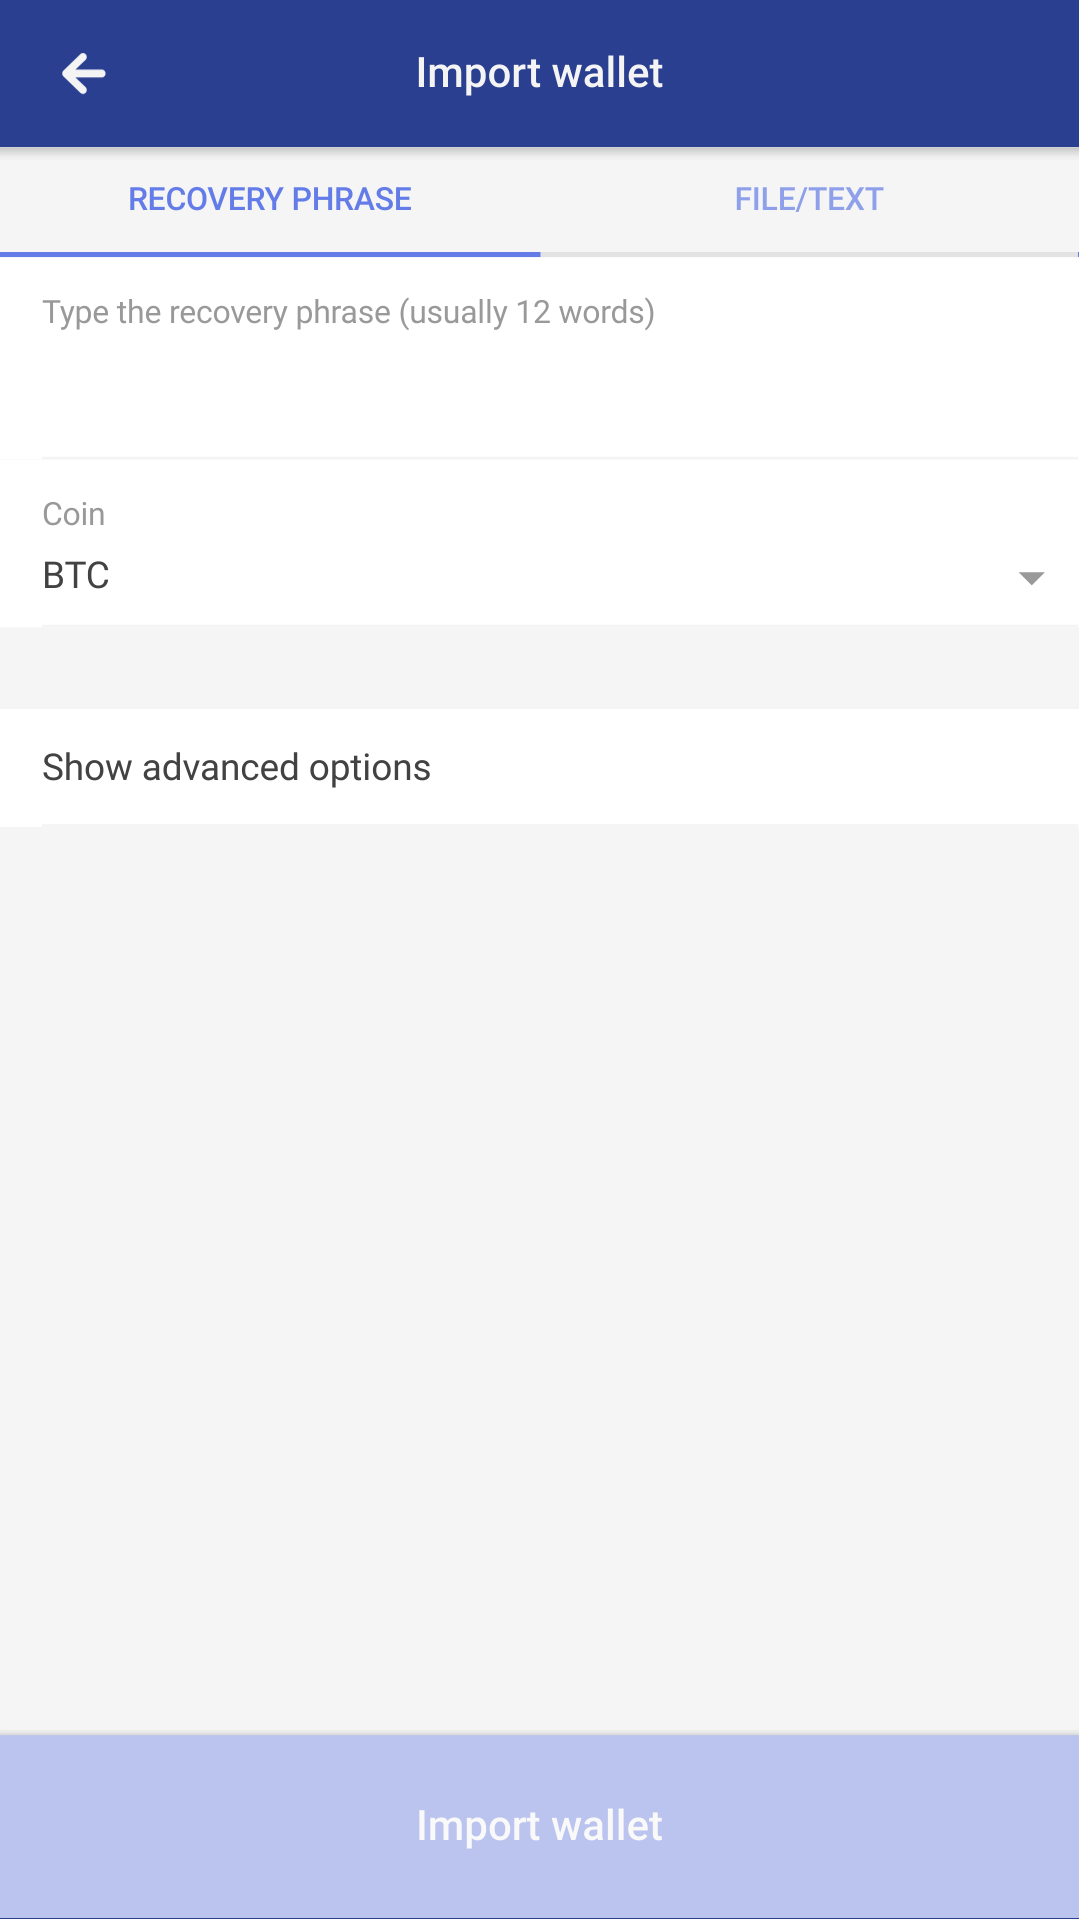 Import wallet
RECOVERY PHRASE
FILE/TEXT
Type the recovery phrase (usually 12 words)
Coin
BTC
Show advanced options
Import wallet